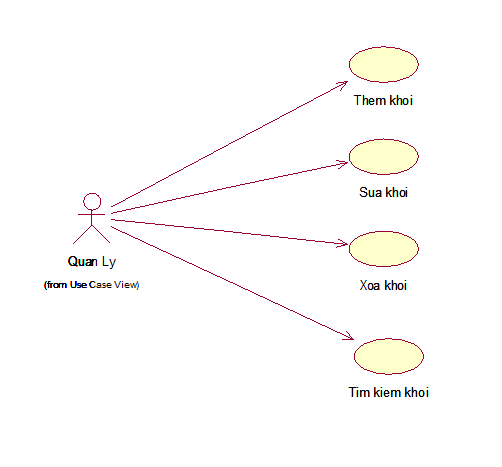 Them khoi
Sua khoi
Quan Ly
(from Use Case View)
Xoa khoi
Tim kiem khoi